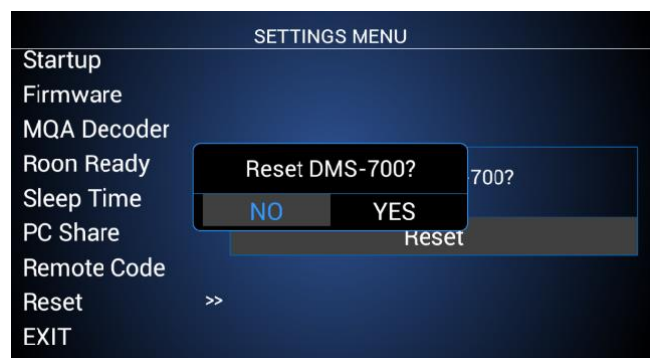 SETTINGS MENU
Startup
Firmware
MQA Decoder
Roon Ready
Sleep Time
PC Share
Remote Code
Reset >>
EXIT
Reset DMS-700?
NO YES
-700?
Reset